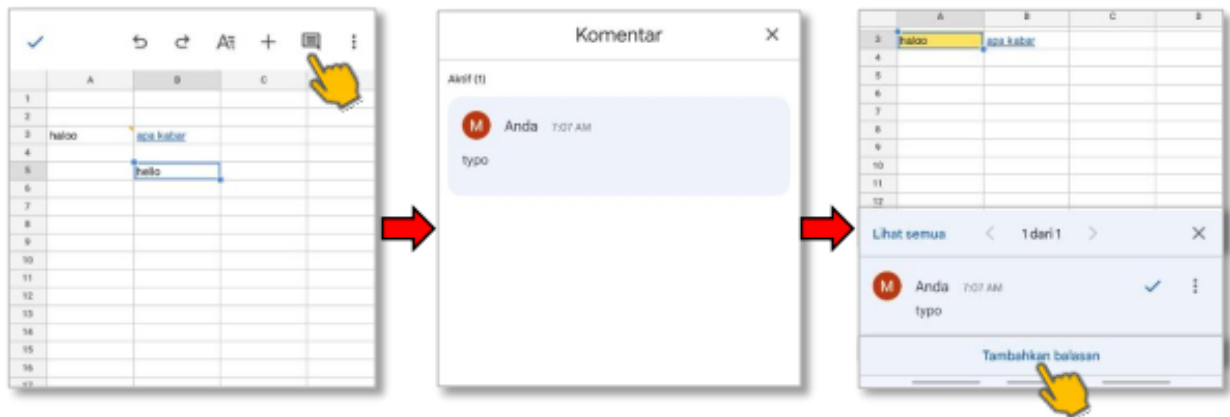 A B C
1
2
3 haloo apa kabar
4
5 hello
6
7
8
9
10
11
12
13
14
15
16
17
Komentar
Aktif (1)
M Anda 7:07 AM
typo
A B C
3 haloo apa kabar
4
5
6
7
8
9
10
11
12
Lihat semua < 1 dari 1 >
M Anda 7:07 AM
typo
Tambahkan balasan